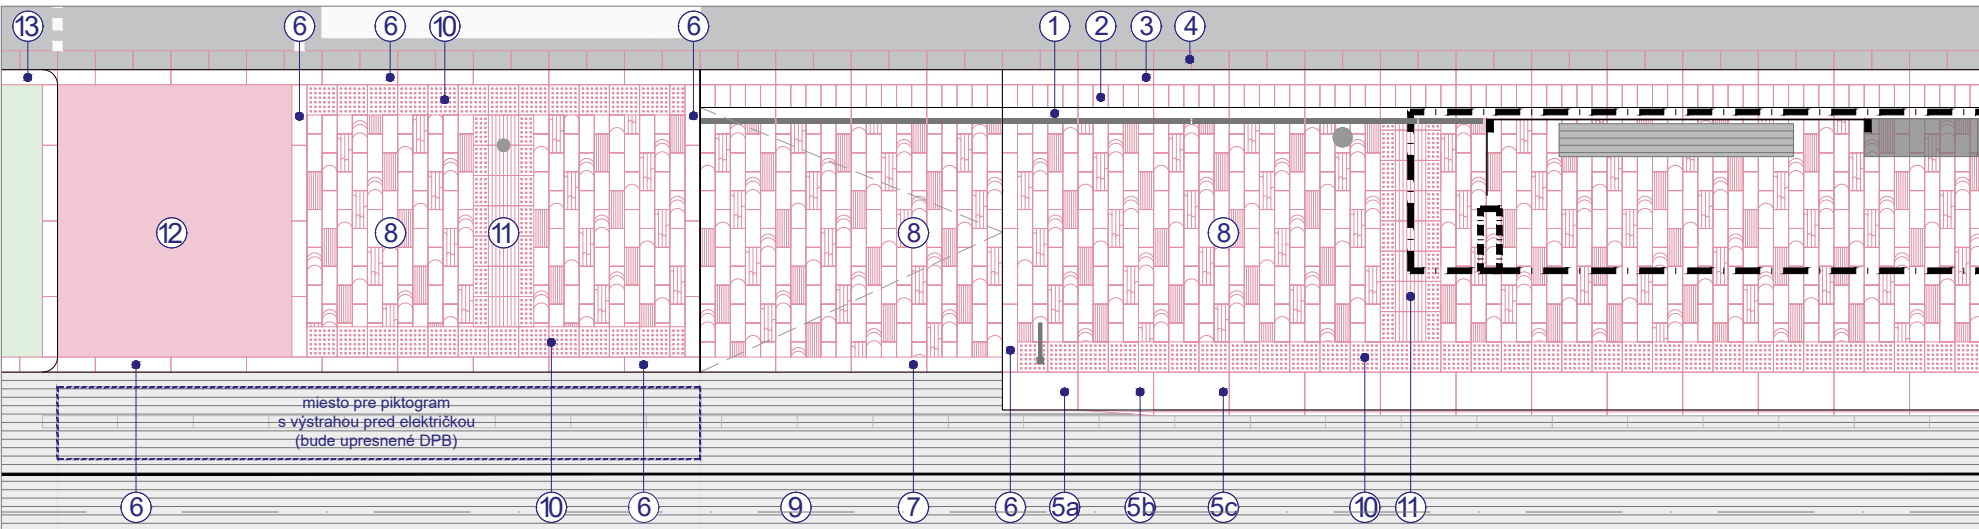 13 6 6 10 6 1 2 3 4
12 8 11 8 8
miesto pre piktogram
s výstrahou pred električkou
(bude upresnené DPB)
6 10 6 9 7 6 5a 5b 5c 10 11